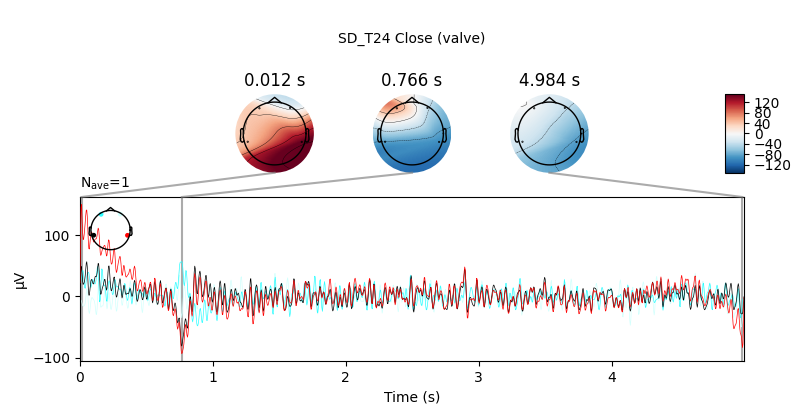 SD_T24 Close (valve)
0.012 s 0.766 s 4.984 s
120
80
40
0
−40
−80
−120
Nave=1
100
0
−100
µV
0 1 2 3 4
Time (s)